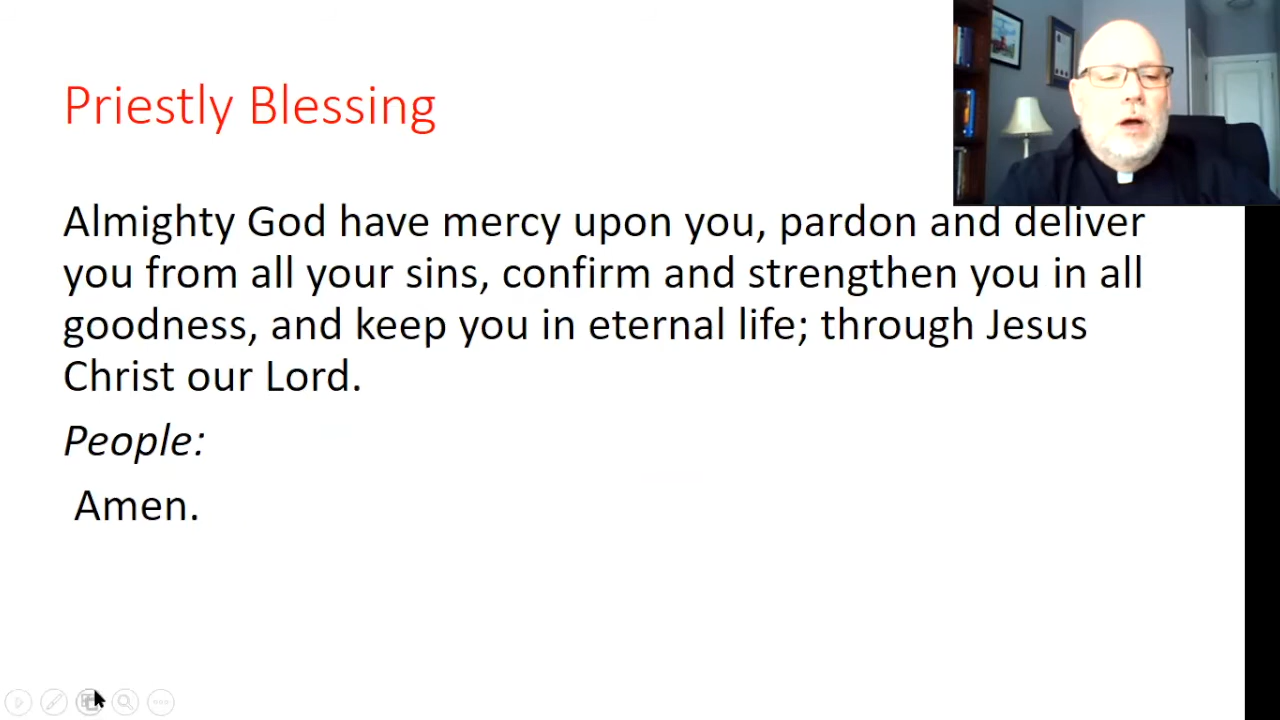 Priestly Blessing
Almighty God have mercy upon you, pardon and deliver
you from all your sins, confirm and strengthen you in all
goodness, and keep you in eternal life; through Jesus
Christ our Lord.
People:
Amen.